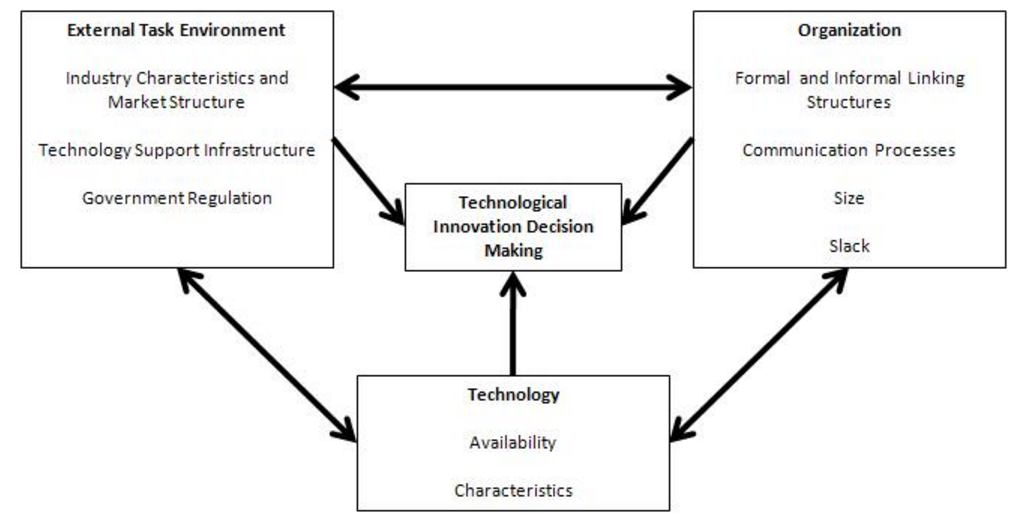 External Task Environment
Industry Characteristics and
Market Structure
Technology Support Infrastructure
Government Regulation
Organization
Formal and Informal Linking
Structures
Communication Processes
Size
Slack
Technological
Innovation Decision
Making
Technology
Availability
Characteristics